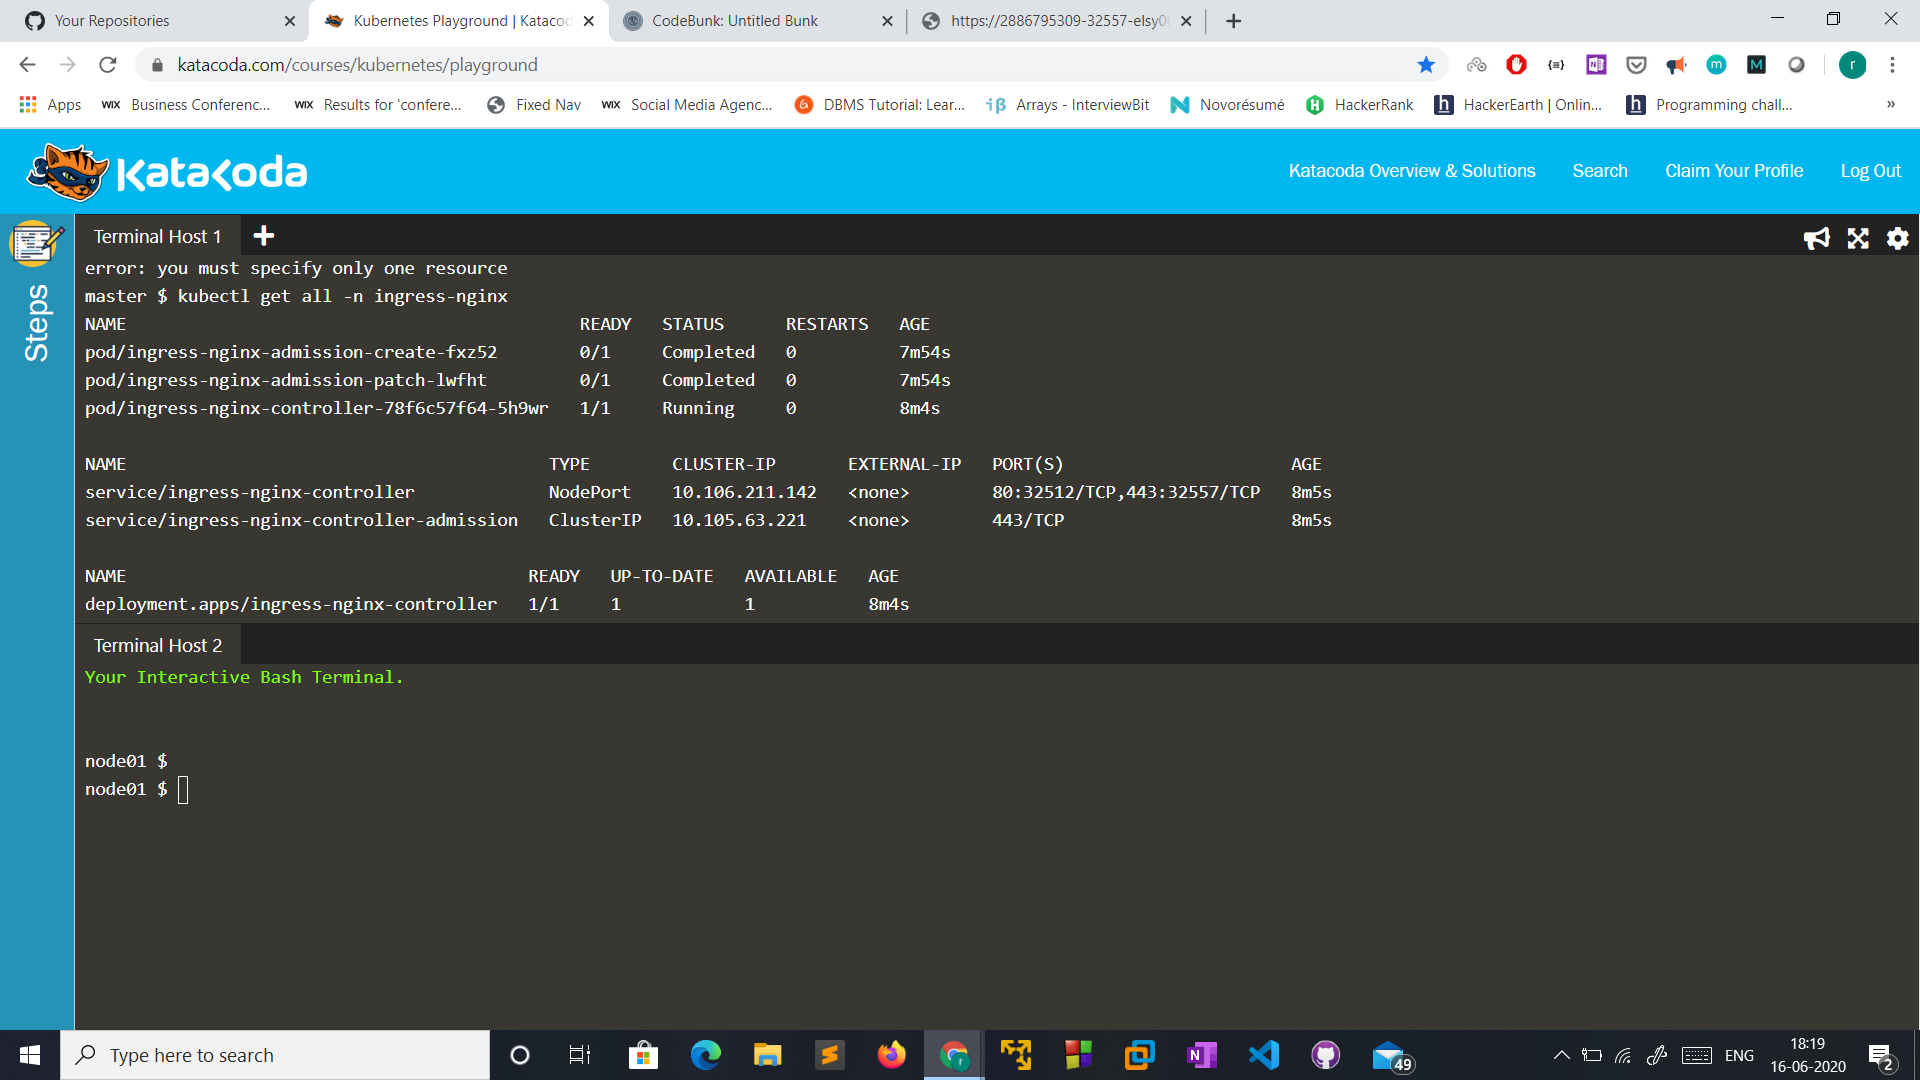 Your Repositories
Kubernetes Playground | Katacod
CodeBunk: Untitled Bunk
https://2886795309-32557-elsy0
katacoda.com/courses/kubernetes/playground
r
Apps
WIX Business Conferenc...
WIX Results for 'confere...
Fixed Nav
WIX Social Media Agenc...
DBMS Tutorial: Lear...
Arrays - InterviewBit
Novorésumé
HackerRank
HackerEarth | Onlin...
Programming chall...
»
Katacoda
Katacoda Overview & Solutions
Search
Claim Your Profile
Log Out
Steps
Terminal Host 1
error: you must specify only one resource
master $ kubectl get all -n ingress-nginx
NAME READY STATUS RESTARTS AGE
pod/ingress-nginx-admission-create-fxz52 0/1 Completed 0 7m54s
pod/ingress-nginx-admission-patch-lwfht 0/1 Completed 0 7m54s
pod/ingress-nginx-controller-78f6c57f64-5h9wr 1/1 Running 0 8m4s
NAME TYPE CLUSTER-IP EXTERNAL-IP PORT(S) AGE
service/ingress-nginx-controller NodePort 10.106.211.142 <none> 80:32512/TCP,443:32557/TCP 8m5s
service/ingress-nginx-controller-admission ClusterIP 10.105.63.221 <none> 443/TCP 8m5s
NAME READY UP-TO-DATE AVAILABLE AGE
deployment.apps/ingress-nginx-controller 1/1 1 1 8m4s
Terminal Host 2
Your Interactive Bash Terminal.
node01 $
node01 $
Type here to search
49
ENG
18:19
16-06-2020
2